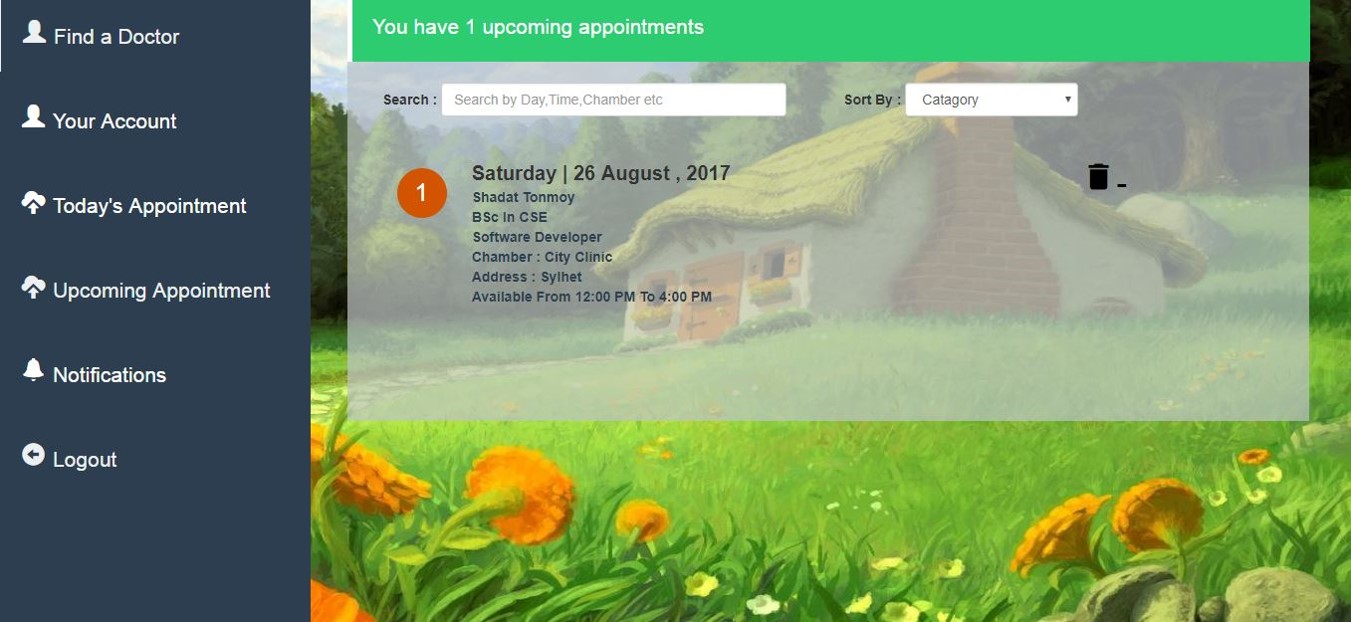 Find a Doctor
Your Account
Today's Appointment
Upcoming Appointment
Notifications
Logout
You have 1 upcoming appointments
Search : Search by Day,Time,Chamber etc Sort By : Catagory
1
Saturday | 26 August , 2017
Shadat Tonmoy
BSc In CSE
Software Developer
Chamber : City Clinic
Address : Sylhet
Available From 12:00 PM To 4:00 PM